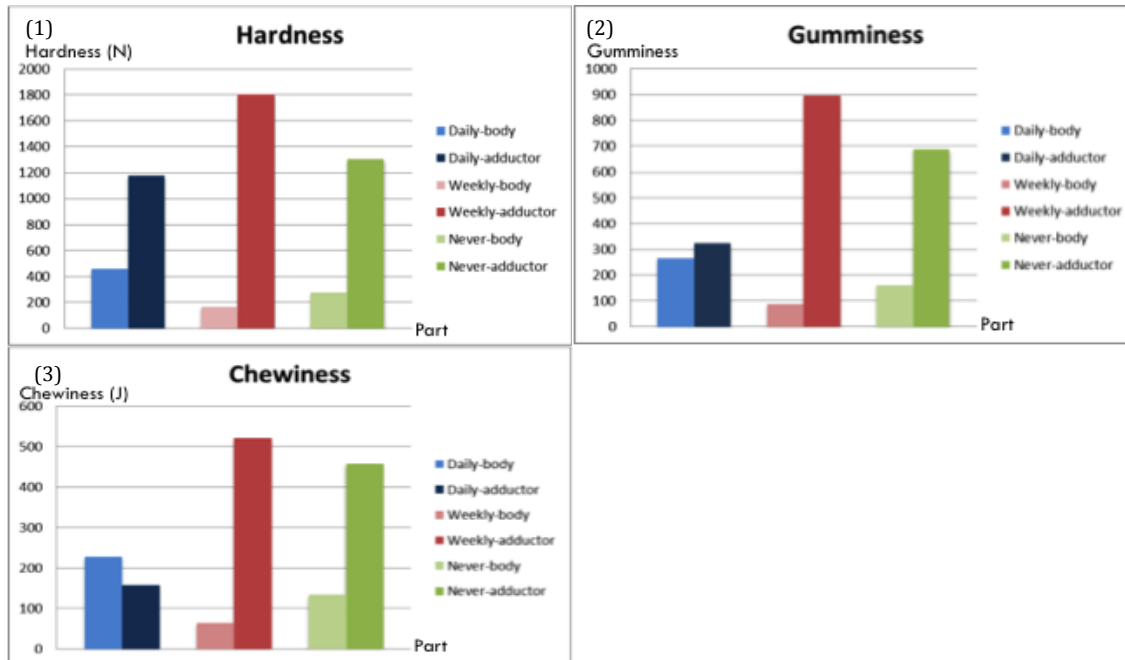 (1)
Hardness
Hardness (N)
2000
1800
1600
1400
1200
1000
800
600
400
200
0
Part
Daily-body
Daily-adductor
Weekly-body
Weekly-adductor
Never-body
Never-adductor
(2)
Gumminess
Gumminess
1000
900
800
700
600
500
400
300
200
100
0
Part
Daily-body
Daily-adductor
Weekly-body
Weekly-adductor
Never-body
Never-adductor
(3)
Chewiness
Chewiness (J)
600
500
400
300
200
100
0
Part
Daily-body
Daily-adductor
Weekly-body
Weekly-adductor
Never-body
Never-adductor